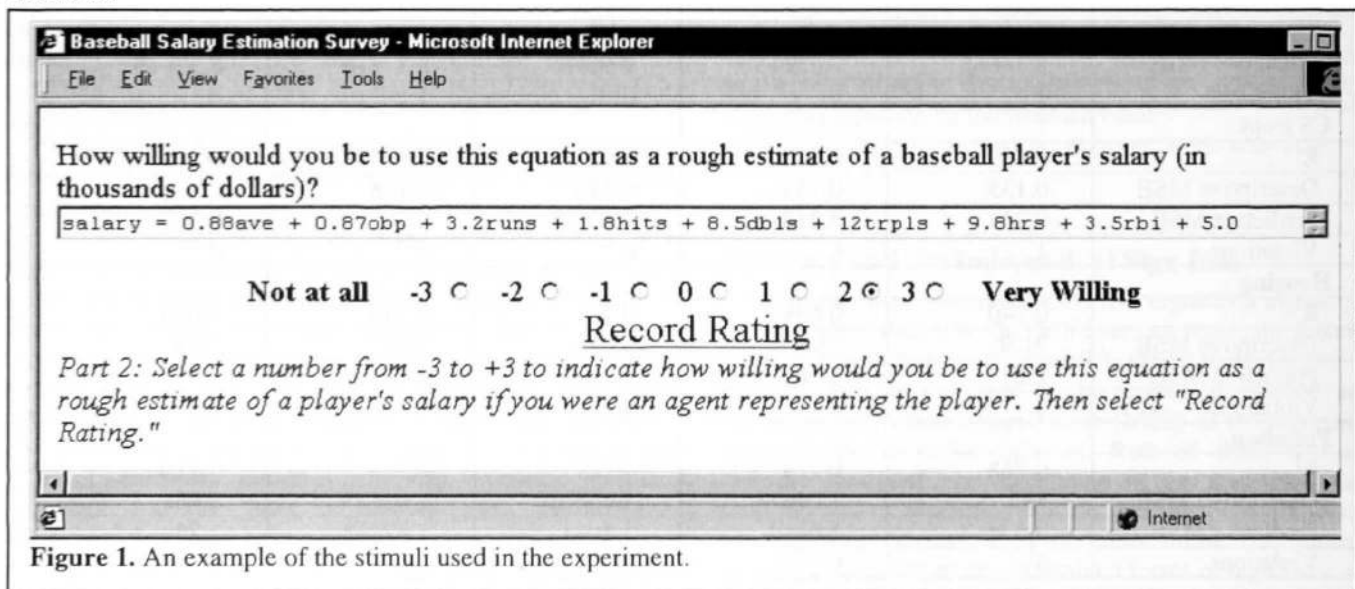 Baseball Salary Estimation Survey - Microsoft Internet Explorer
File Edit View Favorites Tools Help
How willing would you be to use this equation as a rough estimate of a baseball player's salary (in
thousands of dollars)?
salary = 0.88ave + 0.87obp + 3.2runs + 1.8hits + 8.5dbls + 12trpls + 9.8hrs + 3.5rbi + 5.0
Not at all -3 -2 -1 0 1 2 3 Very Willing
Record Rating
Part 2: Select a number from -3 to +3 to indicate how willing would you be to use this equation as a
rough estimate of a player's salary if you were an agent representing the player. Then select "Record
Rating."
Internet
Figure 1. An example of the stimuli used in the experiment.